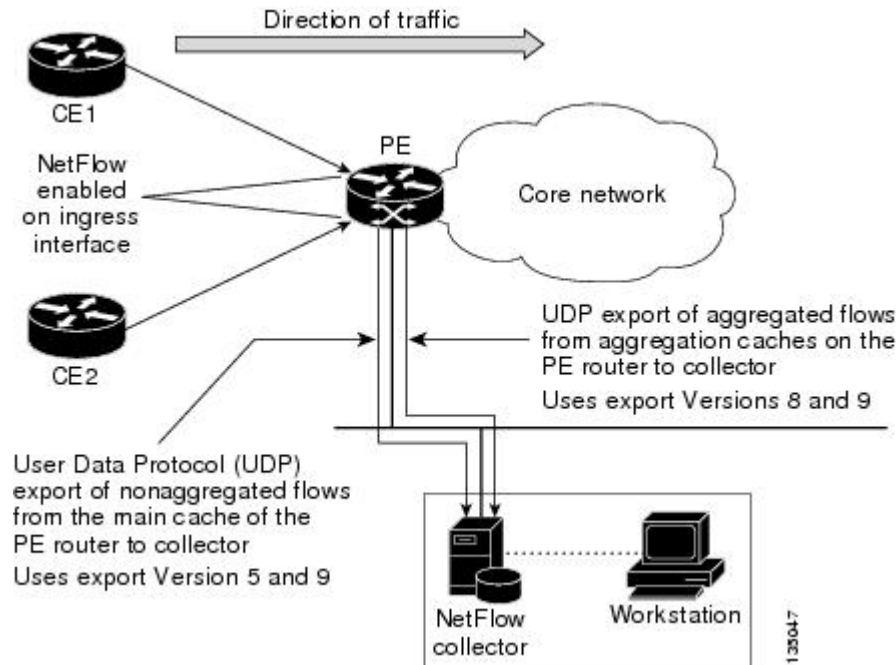 Direction of traffic
CE1
PE
NetFlow
enabled
on ingress
interface
Core network
CE2
UDP export of aggregated flows
from aggregation caches on the
PE router to collector
Uses export Versions 8 and 9
User Data Protocol (UDP)
export of nonaggregated flows
from the main cache of the
PE router to collector
Uses export Version 5 and 9
NetFlow
collector
Workstation
135047